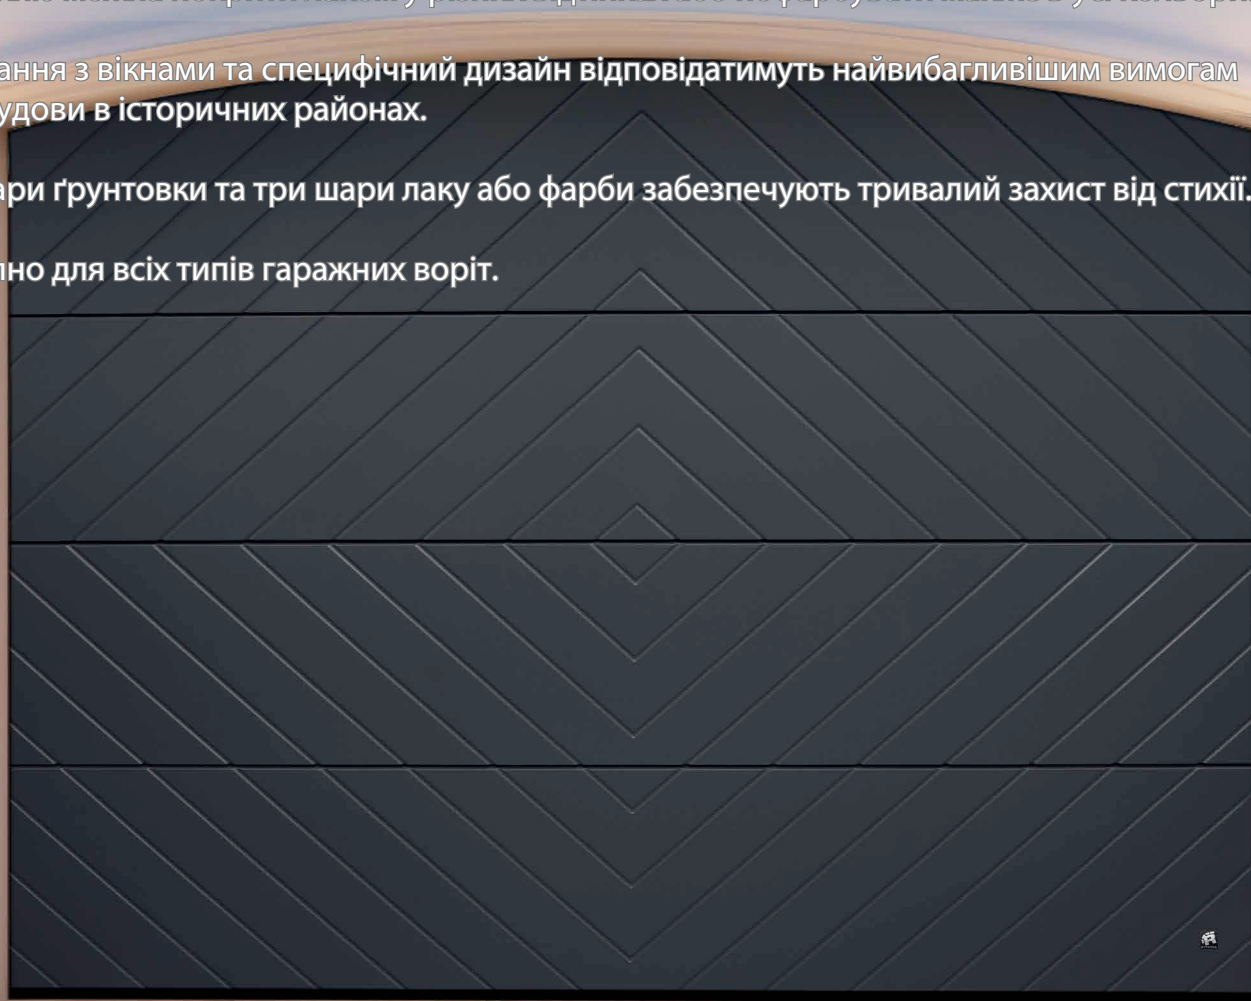 ання з вікнами та специфічний дизайн відповідатимуть найвибагливішим вимогам
удови в історичних районах.
ари ґрунтовки та три шари лаку або фарби забезпечують тривалий захист від стихії.
но для всіх типів гаражних воріт.